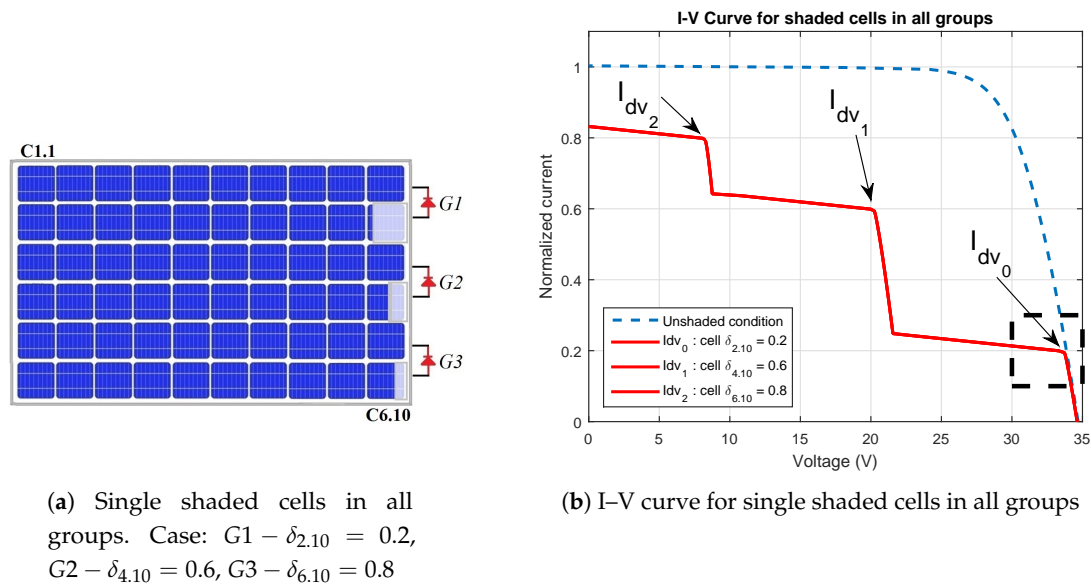 C1.1
G1
G2
G3
C6.10
(a) Single shaded cells in all
groups. Case: G1 − δ2.10 = 0.2,
G2 − δ4.10 = 0.6, G3 − δ6.10 = 0.8
I-V Curve for shaded cells in all groups
Normalized current
1
0.8
0.6
0.4
0.2
0
Idv2
Idv1
Idv0
Unshaded condition
Idv0 : cell δ2.10 = 0.2
Idv1 : cell δ4.10 = 0.6
Idv2 : cell δ6.10 = 0.8
0 5 10 15 20 25 30 35
Voltage (V)
(b) I–V curve for single shaded cells in all groups